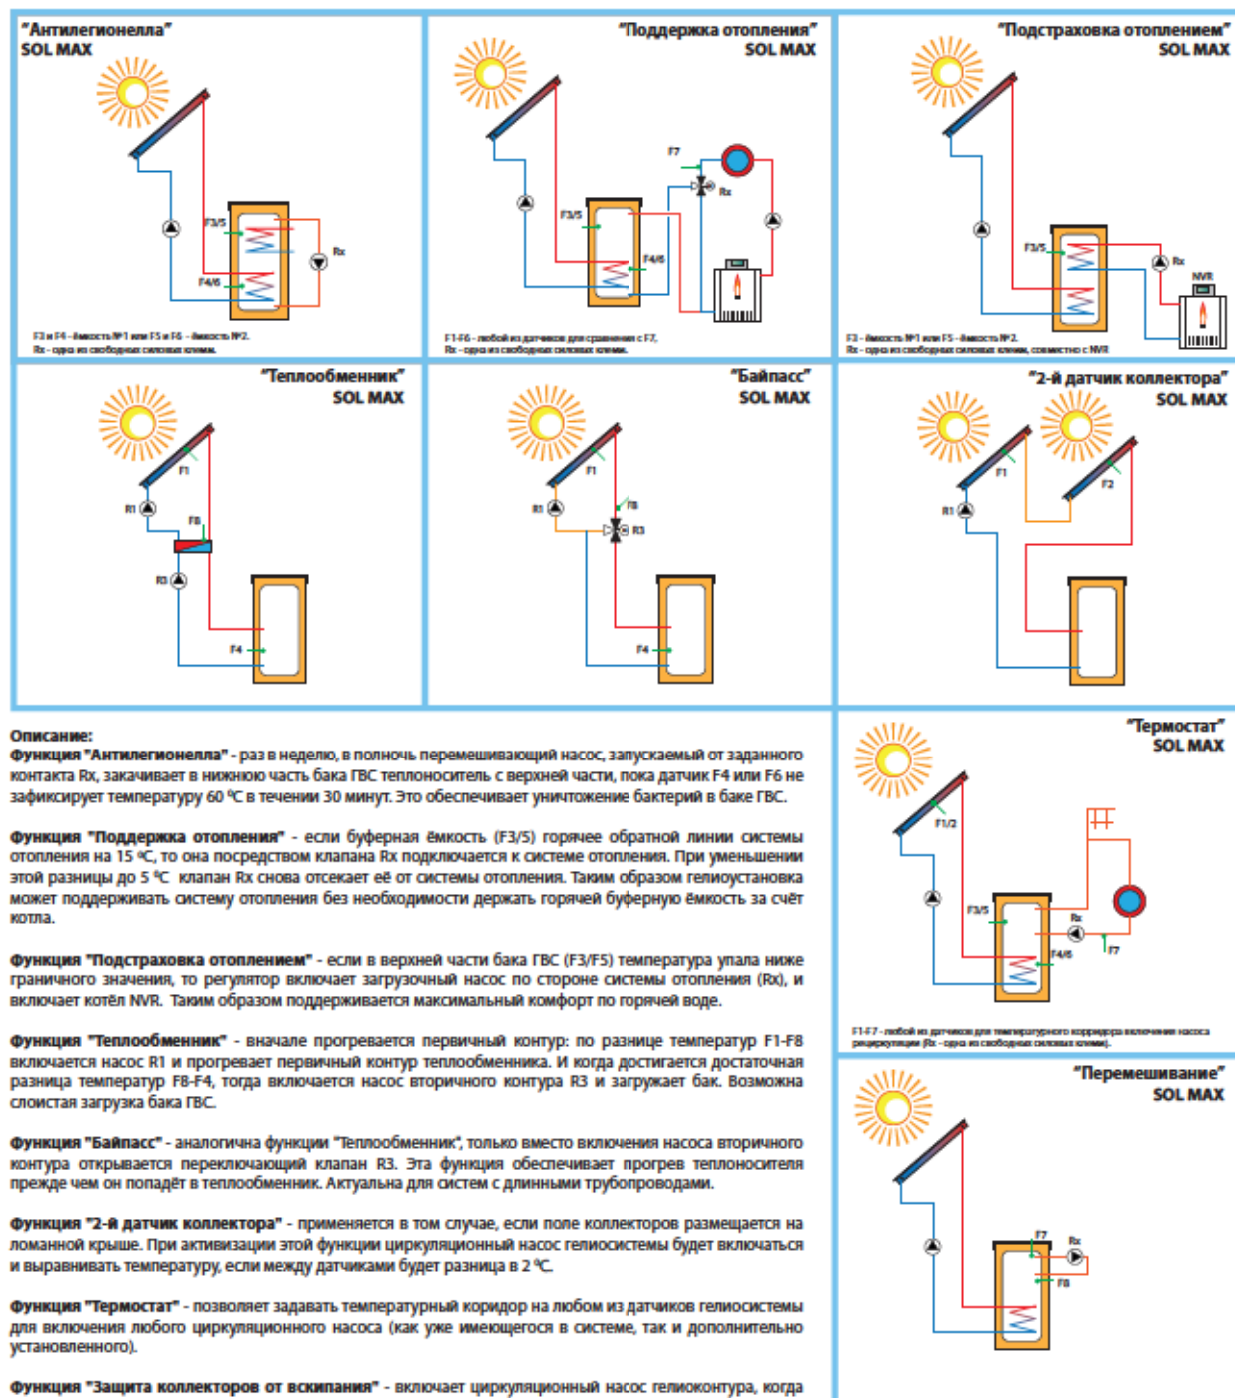 "Антилегионелла"
SOL MAX
F3/5
F4/6
Rx
F3 и F4 - ёмкость №1 или F5 и F6 - ёмкость №2.
Rx - одна из свободных силовых клемм.
"Поддержка отопления"
SOL MAX
F7
Rx
F3/5
F4/6
F1-F6 - любой из датчиков для сравнения с F7,
Rx - одна из свободных силовых клемм.
"Подстраховка отоплением"
SOL MAX
F3/5
Rx
NVR
F3 - ёмкость №1 или F5 - ёмкость №2.
Rx - одна из свободных силовых клемм, совместно с NVR
"Теплообменник"
SOL MAX
F1
R1
F8
R3
F4
"Байпасс"
SOL MAX
F1
R1
F8
R3
F4
"2-й датчик коллектора"
SOL MAX
F1
F2
R1
Описание:
Функция "Антилегионелла" - раз в неделю, в полночь перемешивающий насос, запускаемый от заданного
контакта Rx, закачивает в нижнюю часть бака ГВС теплоноситель с верхней части, пока датчик F4 или F6 не
зафиксирует температуру 60 ⁰С в течении 30 минут. Это обеспечивает уничтожение бактерий в баке ГВС.
Функция "Поддержка отопления" - если буферная ёмкость (F3/5) горячее обратной линии системы
отопления на 15 ⁰С, то она посредством клапана Rx подключается к системе отопления. При уменьшении
этой разницы до 5 ⁰С клапан Rx снова отсекает её от системы отопления. Таким образом гелиоустановка
может поддерживать систему отопления без необходимости держать горячей буферную ёмкость за счёт
котла.
Функция "Подстраховка отоплением" - если в верхней части бака ГВС (F3/F5) температура упала ниже
граничного значения, то регулятор включает загрузочный насос по стороне системы отопления (Rx), и
включает котёл NVR. Таким образом поддерживается максимальный комфорт по горячей воде.
Функция "Теплообменник" - вначале прогревается первичный контур: по разнице температур F1-F8
включается насос R1 и прогревает первичный контур теплообменника. И когда достигается достаточная
разница температур F8-F4, тогда включается насос вторичного контура R3 и загружает бак. Возможна
слоистая загрузка бака ГВС.
Функция "Байпасс" - аналогична функции "Теплообменник", только вместо включения насоса вторичного
контура открывается переключающий клапан R3. Эта функция обеспечивает прогрев теплоносителя
прежде чем он попадёт в теплообменник. Актуальна для систем с длинными трубопроводами.
Функция "2-й датчик коллектора" - применяется в том случае, если поле коллекторов размещается на
ломанной крыше. При активизации этой функции циркуляционный насос гелиосистемы будет включаться
и выравнивать температуру, если между датчиками будет разница в 2 ⁰С.
Функция "Термостат" - позволяет задавать температурный коридор на любом из датчиков гелиосистемы
для включения любого циркуляционного насоса (как уже имеющегося в системе, так и дополнительно
установленного).
Функция "Защита коллекторов от вскипания" - включает циркуляционный насос гелиоконтура, когда
"Термостат"
SOL MAX
F1/2
F3/5
Rx
F4/6
F7
F1-F7 - любой из датчиков для температурного корридора включения насоса
рециркуляции (Rx - одна из свободных силовых клемм).
"Перемешивание"
SOL MAX
F7
Rx
F8